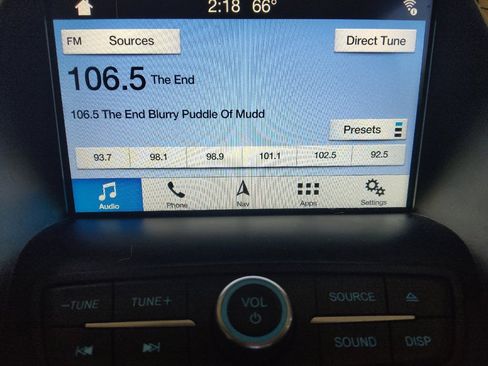 2:18 66°
FM Sources Direct Tune
106.5 The End
106.5 The End Blurry Puddle Of Mudd
Presets
93.7 98.1 98.9 101.1 102.5 92.5
Audio Phone Nav Apps Settings
-TUNE TUNE+ VOL SOURCE
SOUND DISP